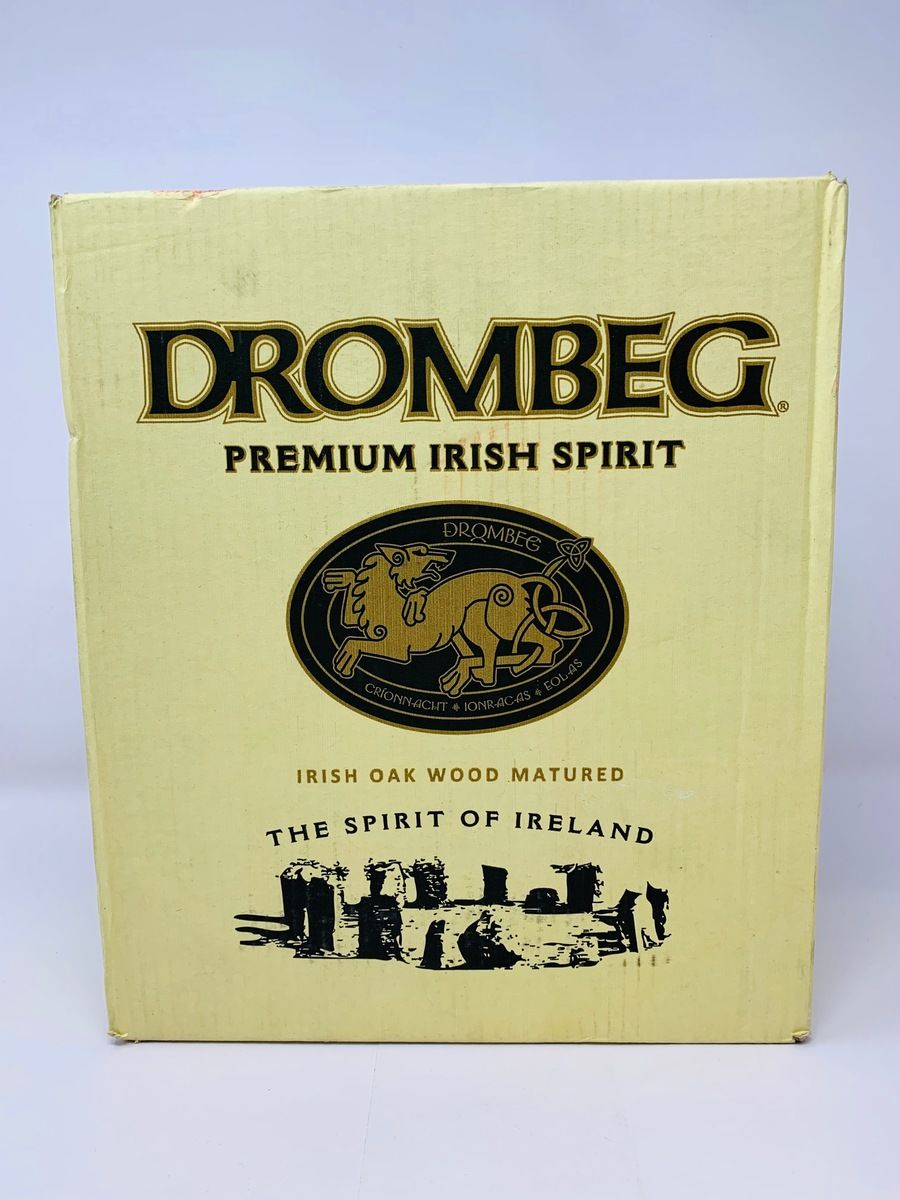 DROMBEG®
PREMIUM IRISH SPIRIT
DROMBEG
CRÍONNACHT * IONRACAS * EOLAS
IRISH OAK WOOD MATURED
THE SPIRIT OF IRELAND